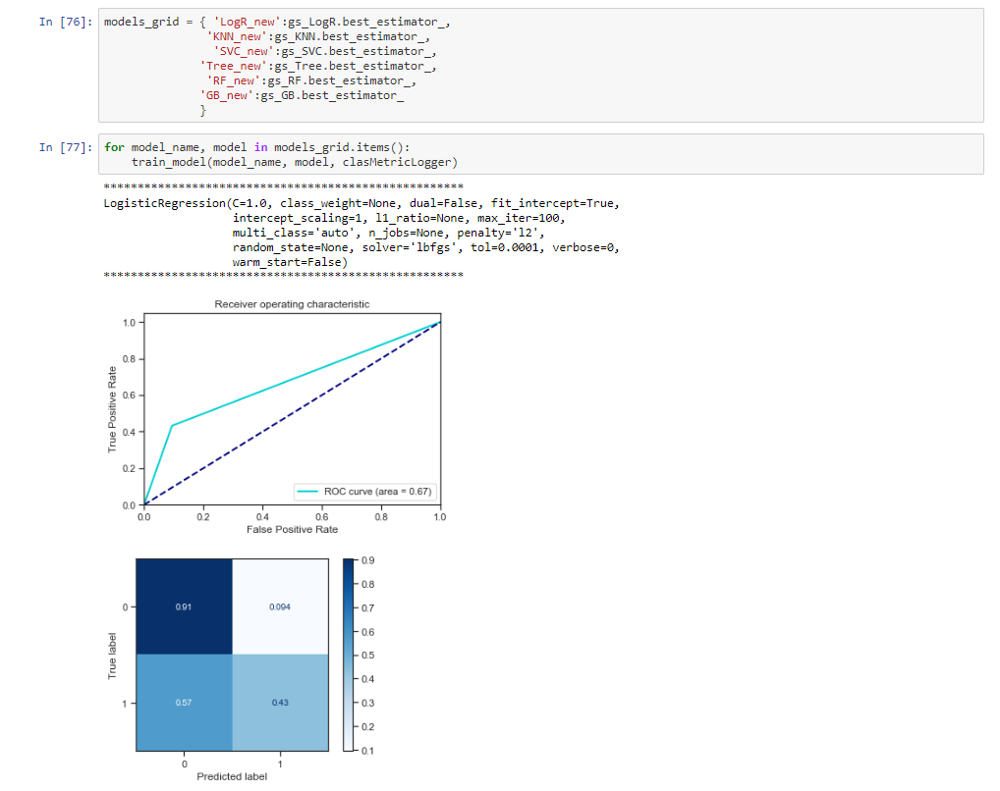 In [76]: models_grid = { 'LogR_new':gs_LogR.best_estimator_,
'KNN_new':gs_KNN.best_estimator_,
'SVC_new':gs_SVC.best_estimator_,
'Tree_new':gs_Tree.best_estimator_,
'RF_new':gs_RF.best_estimator_,
'GB_new':gs_GB.best_estimator_
}
In [77]: for model_name, model in models_grid.items():
train_model(model_name, model, clasMetricLogger)
*****************************************************
LogisticRegression(C=1.0, class_weight=None, dual=False, fit_intercept=True,
intercept_scaling=1, l1_ratio=None, max_iter=100,
multi_class='auto', n_jobs=None, penalty='l2',
random_state=None, solver='lbfgs', tol=0.0001, verbose=0,
warm_start=False)
*****************************************************
Receiver operating characteristic
1.0
0.8
0.6
0.4
0.2
0.0
True Positive Rate
ROC curve (area = 0.67)
0.0 0.2 0.4 0.6 0.8 1.0
False Positive Rate
True label
0
1
0.91 0.094
0.57 0.43
0 1
Predicted label
0.9
0.8
0.7
0.6
0.5
0.4
0.3
0.2
0.1